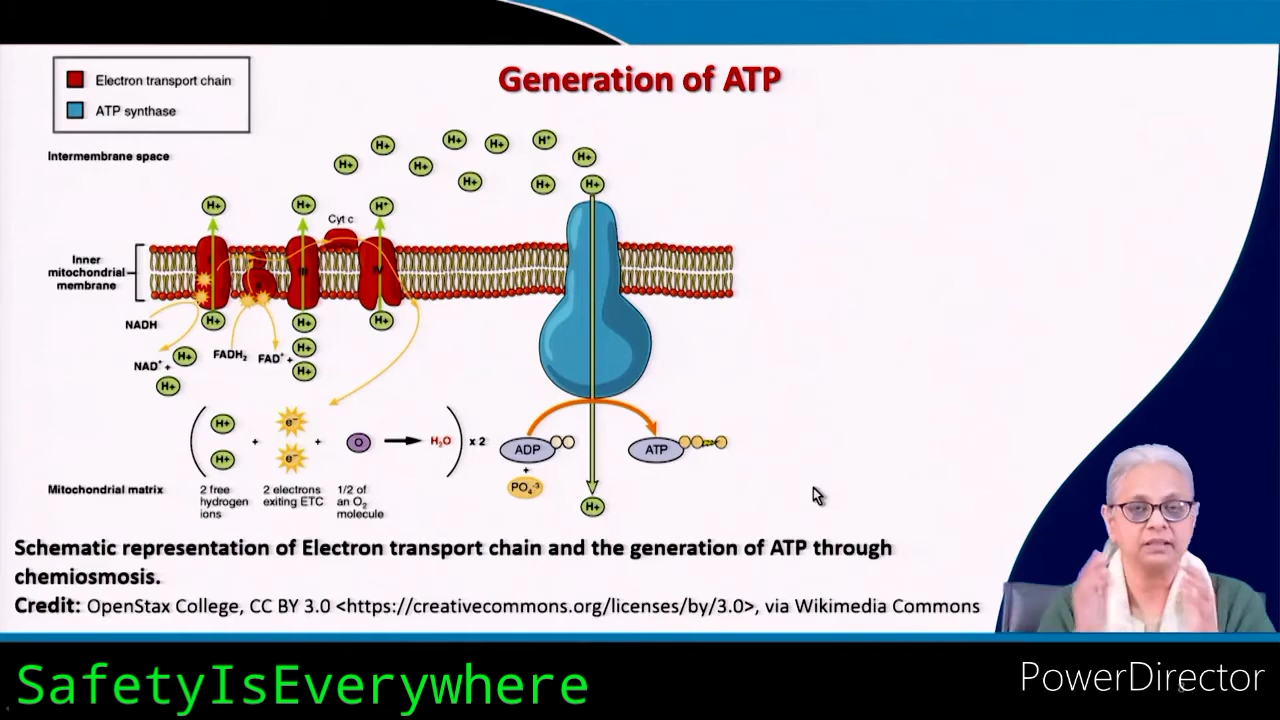 Generation of ATP
Electron transport chain
ATP synthase
Intermembrane space
H+ H+ H+ H+ H+ H+
H+ H+ H+ H+ H+
H+ H+ H+
Cyt c
Inner
mitochondrial
membrane
I III IV
H+ H+ H+
NADH
H+
NAD+ + H+
FADH2 FAD+ +
H+
H+
H+ e- 
+ + O H2O x 2
H+ e-
ADP
+
PO4-3
ATP
H+
Mitochondrial matrix
2 free
hydrogen
ions
2 electrons
exiting ETC
1/2 of
an O2
molecule
Schematic representation of Electron transport chain and the generation of ATP through
chemiosmosis.
Credit: OpenStax College, CC BY 3.0 <https://creativecommons.org/licenses/by/3.0>, via Wikimedia Commons
SafetyIsEverywhere
PowerDirector